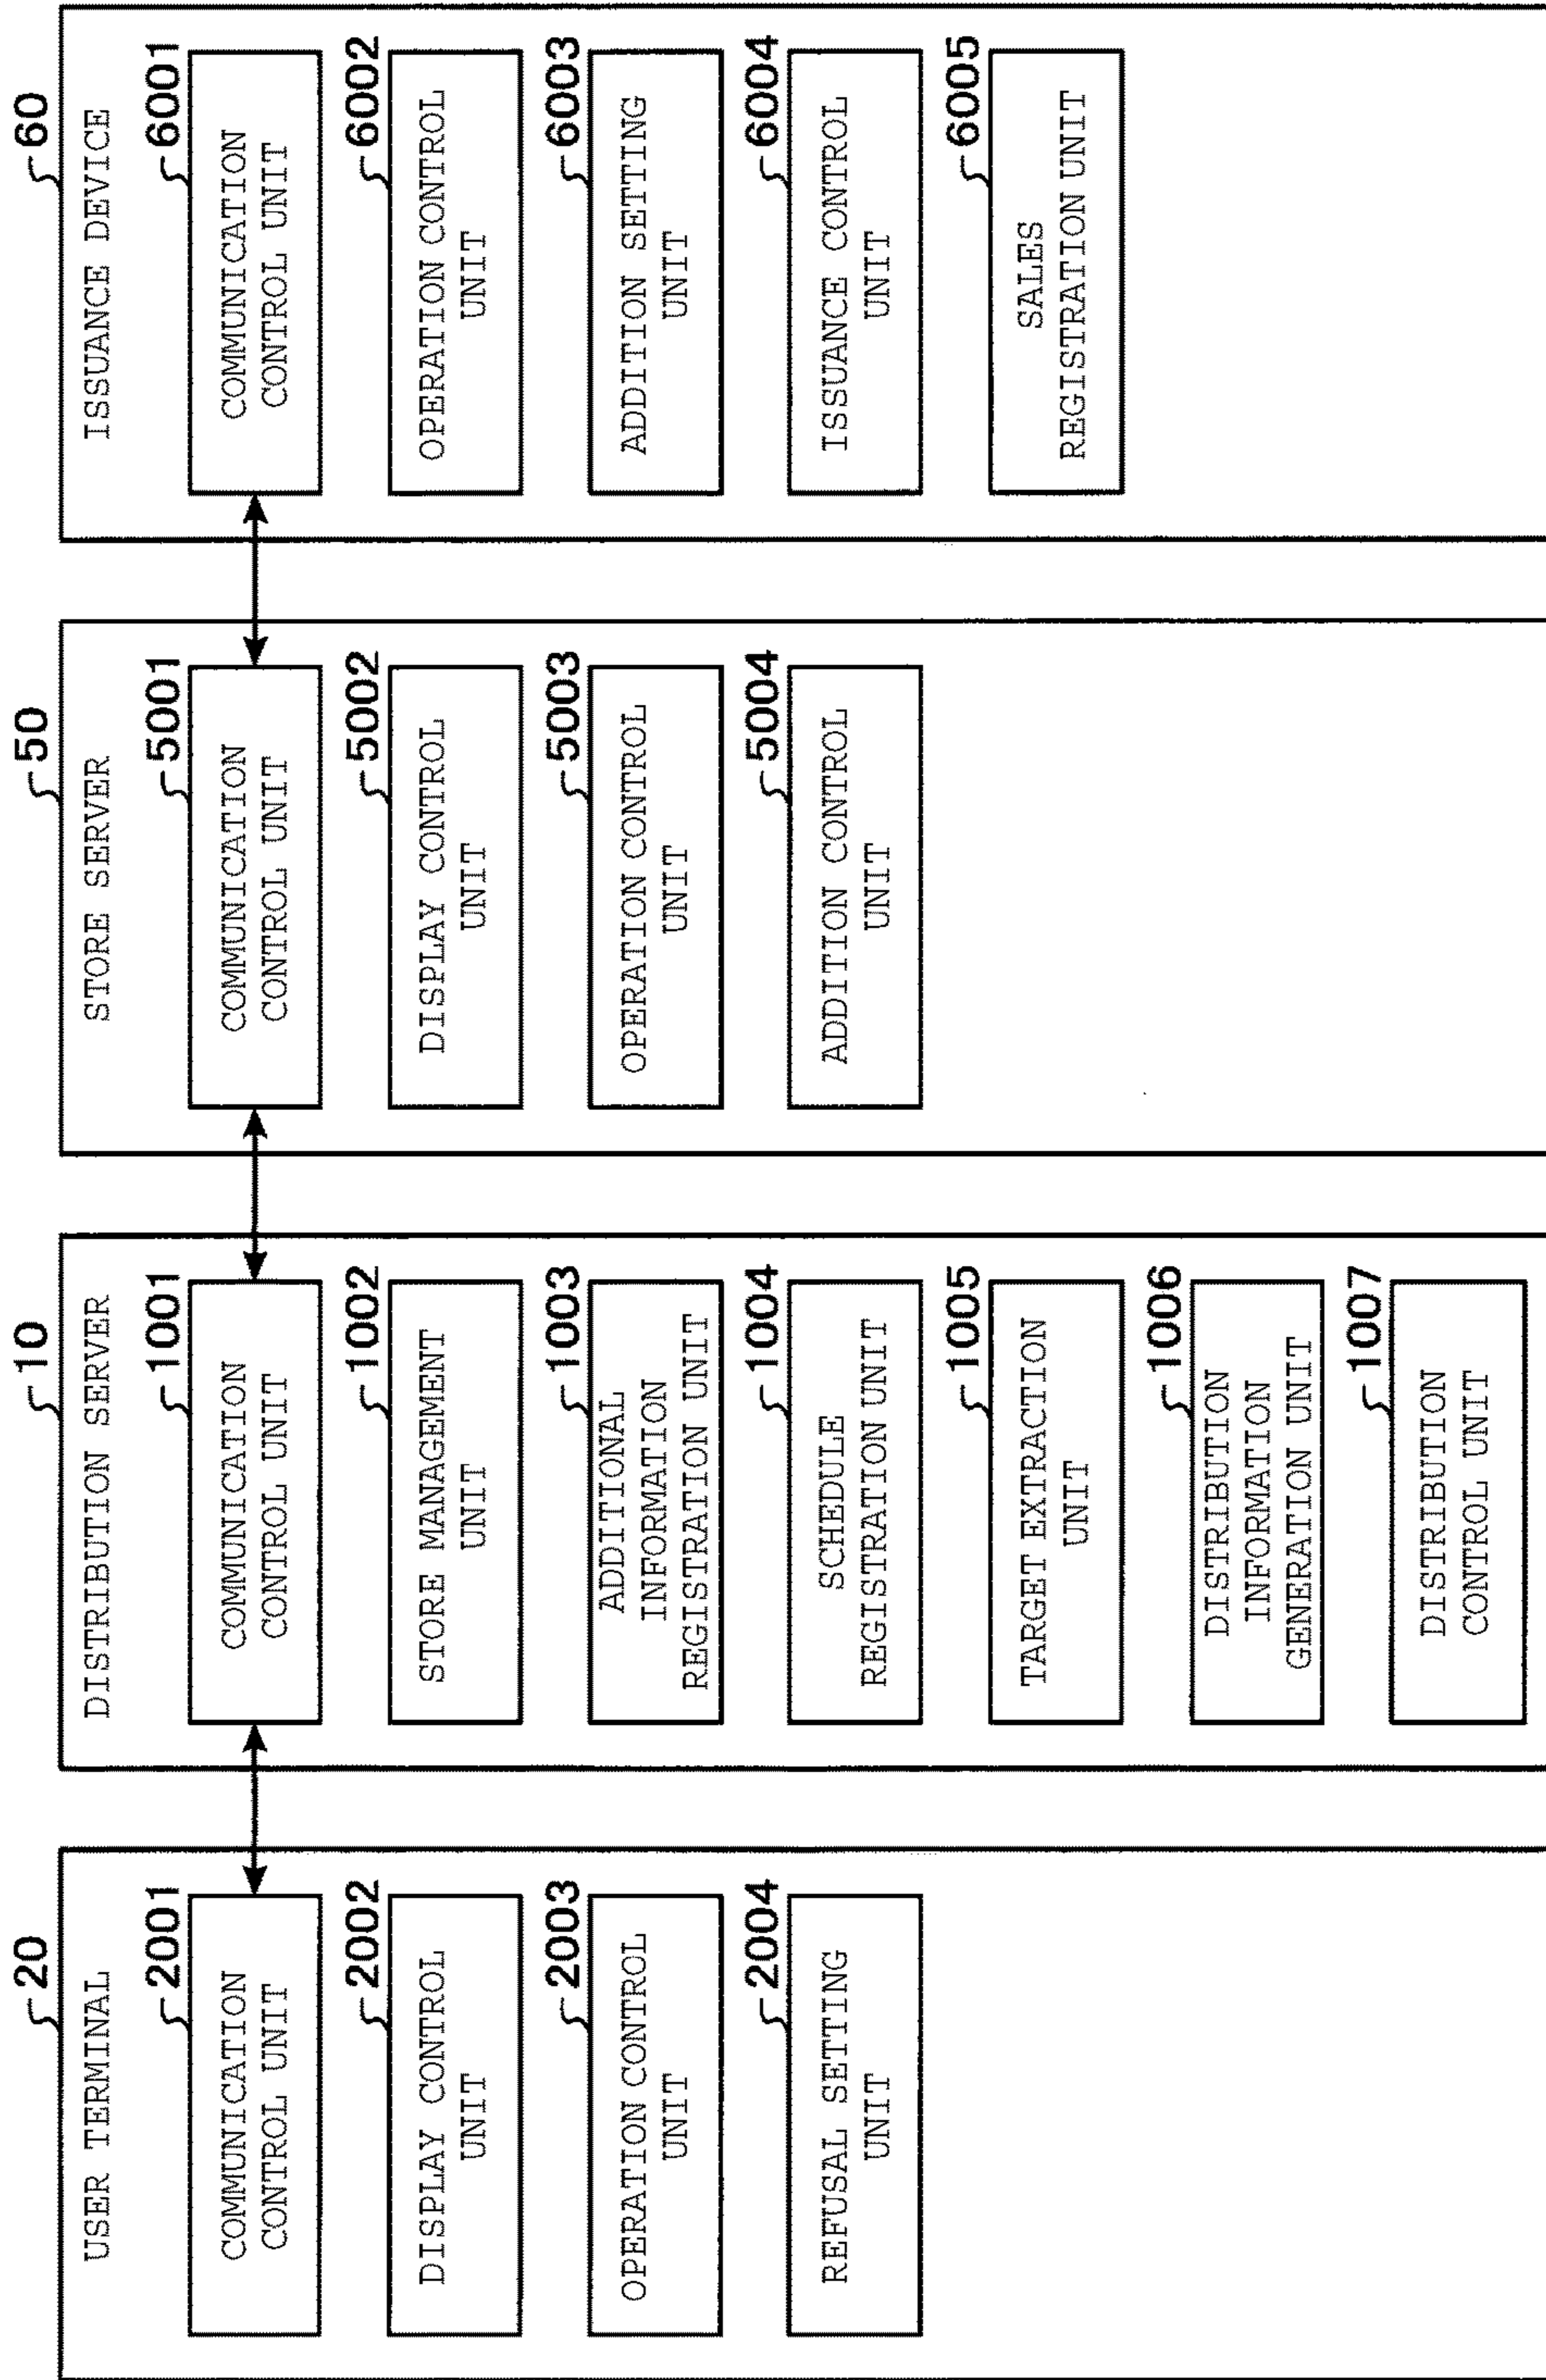 20
USER TERMINAL
2001
COMMUNICATION
CONTROL UNIT
2002
DISPLAY CONTROL
UNIT
2003
OPERATION CONTROL
UNIT
2004
REFUSAL SETTING
UNIT
10
DISTRIBUTION SERVER
1001
COMMUNICATION
CONTROL UNIT
1002
STORE MANAGEMENT
UNIT
1003
ADDITIONAL
INFORMATION
REGISTRATION UNIT
1004
SCHEDULE
REGISTRATION UNIT
1005
TARGET EXTRACTION
UNIT
1006
DISTRIBUTION
INFORMATION
GENERATION UNIT
1007
DISTRIBUTION
CONTROL UNIT
50
STORE SERVER
5001
COMMUNICATION
CONTROL UNIT
5002
DISPLAY CONTROL
UNIT
5003
OPERATION CONTROL
UNIT
5004
ADDITION CONTROL
UNIT
60
ISSUANCE DEVICE
6001
COMMUNICATION
CONTROL UNIT
6002
OPERATION CONTROL
UNIT
6003
ADDITION SETTING
UNIT
6004
ISSUANCE CONTROL
UNIT
6005
SALES
REGISTRATION UNIT